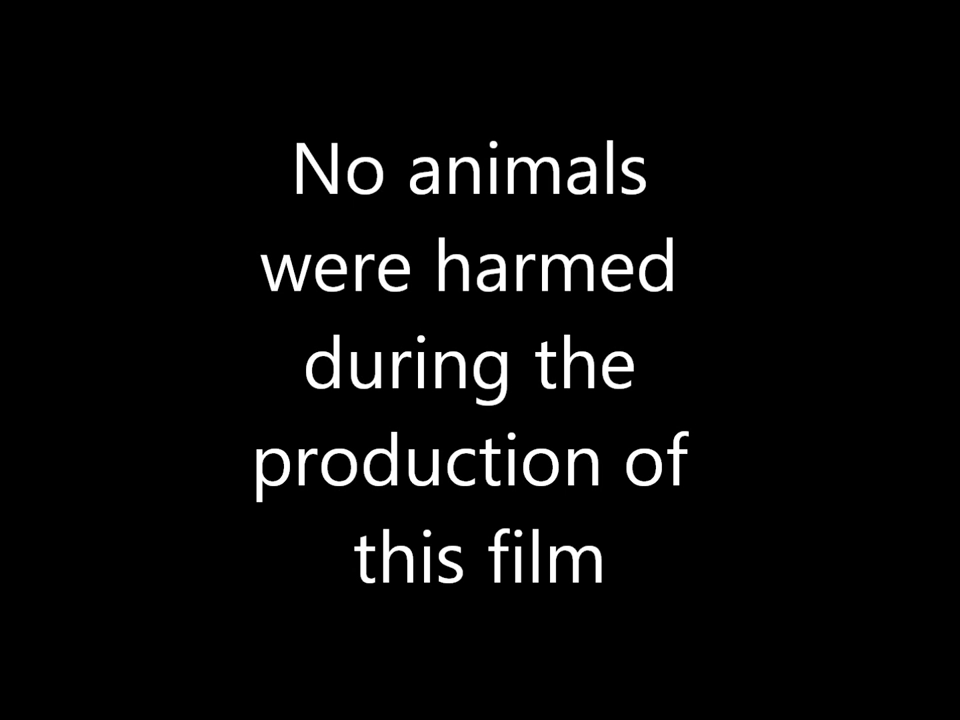 No animals
were harmed
during the
production of
this film